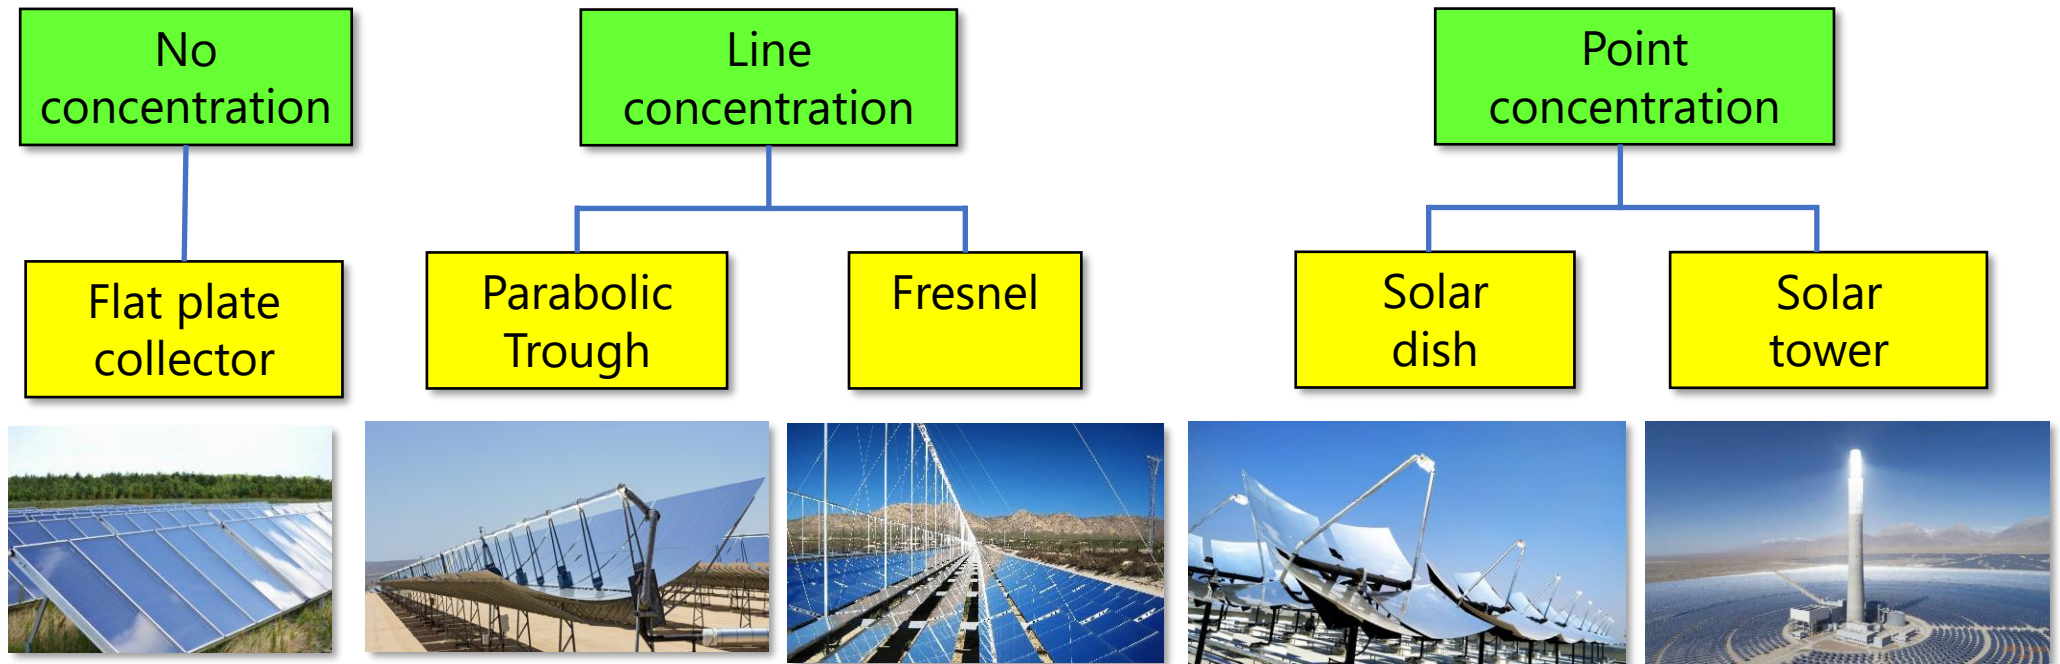 No
concentration
Line
concentration
Point
concentration
Flat plate
collector
Parabolic
Trough
Fresnel
Solar
dish
Solar
tower